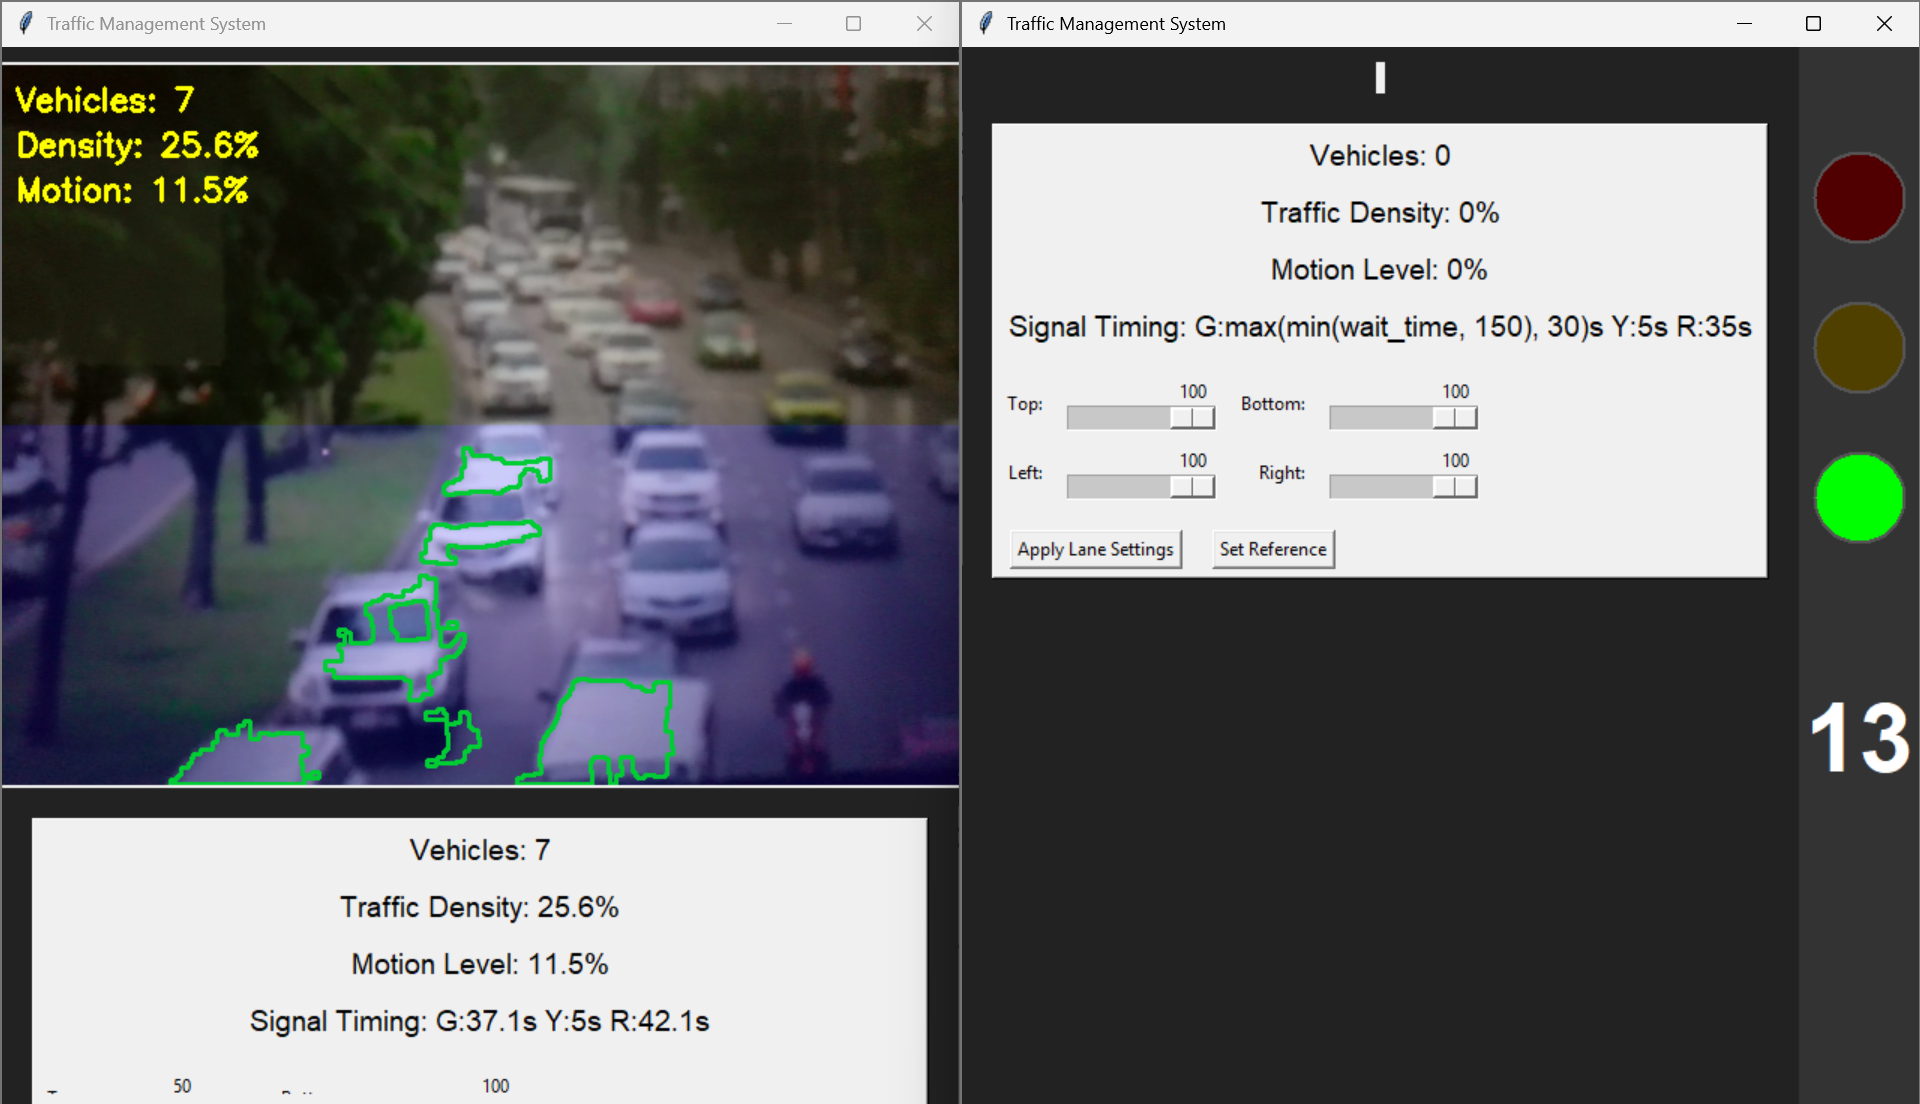 Traffic Management System
Vehicles: 7
Density: 25.6%
Motion: 11.5%
Vehicles: 7
Traffic Density: 25.6%
Motion Level: 11.5%
Signal Timing: G:37.1s Y:5s R:42.1s
50 100
Traffic Management System
Vehicles: 0
Traffic Density: 0%
Motion Level: 0%
Signal Timing: G:max(min(wait_time, 150), 30)s Y:5s R:35s
Top: 100 Bottom: 100
Left: 100 Right: 100
Apply Lane Settings Set Reference
13